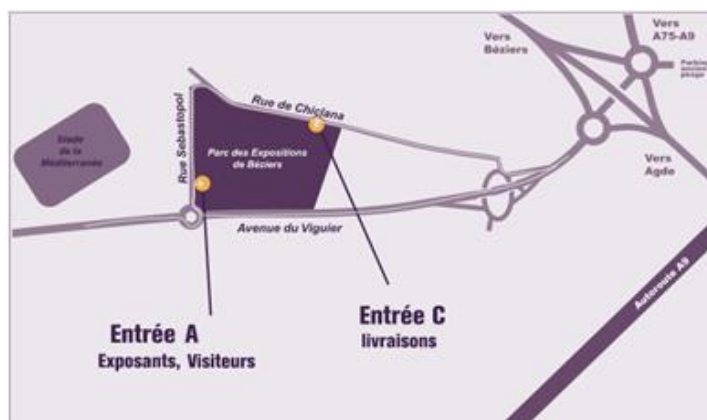 Vers
A75-A9
Vers
Béziers
Rue de Chiclana
Rue Sebastopol
Stade
de la
Méditerranée
Parc des Expositions
de Béziers
Vers
Agde
Avenue du Viguier
Autoroute A9
Entrée A
Exposants, Visiteurs
Entrée C
livraisons